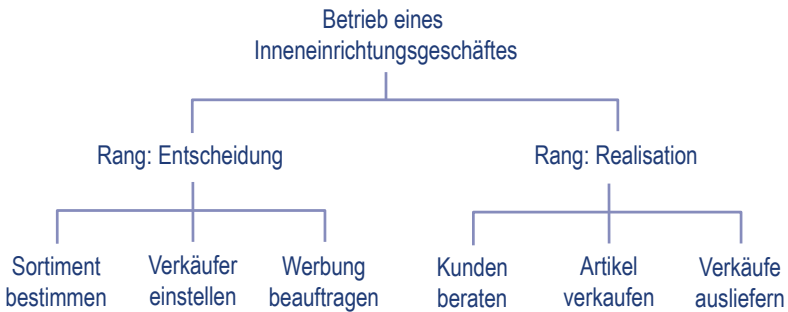 Betrieb eines
Inneneinrichtungsgeschäftes
Rang: Entscheidung
Rang: Realisation
Sortiment
bestimmen
Verkäufer
einstellen
Werbung
beauftragen
Kunden
beraten
Artikel
verkaufen
Verkäufe
ausliefern